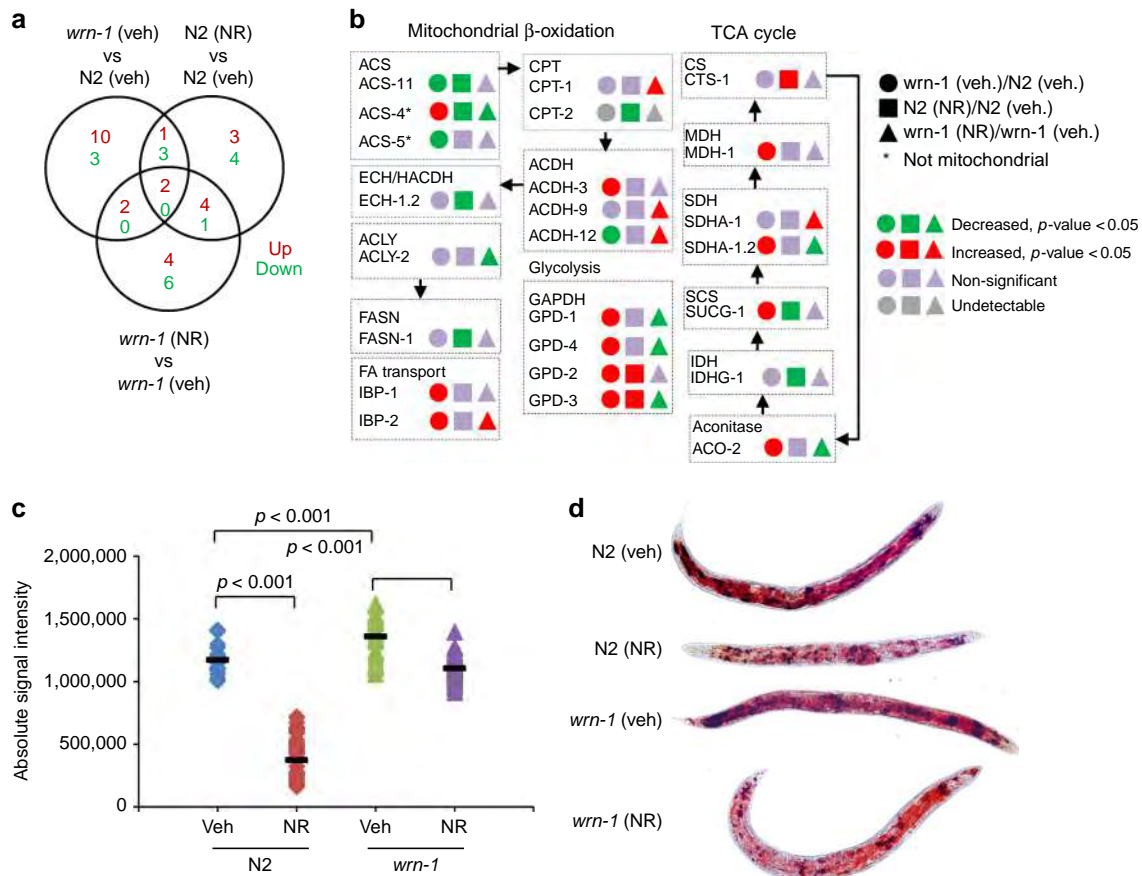 a
wrn-1 (veh)
vs
N2 (veh)
N2 (NR)
vs
N2 (veh)
10
3
1
3
3
4
2
0
2
0
4
1
4
6
Up
Down
wrn-1 (NR)
vs
wrn-1 (veh)
b
Mitochondrial β-oxidation
TCA cycle
ACS
ACS-11
ACS-4*
ACS-5*
CPT
CPT-1
CPT-2
ECH/HACDH
ECH-1.2
ACDH
ACDH-3
ACDH-9
ACDH-12
ACLY
ACLY-2
FASN
FASN-1
FA transport
IBP-1
IBP-2
Glycolysis
GAPDH
GPD-1
GPD-4
GPD-2
GPD-3
CS
CTS-1
MDH
MDH-1
SDH
SDHA-1
SDHA-1.2
SCS
SUCG-1
IDH
IDHG-1
Aconitase
ACO-2
wrn-1 (veh.)/N2 (veh.)
N2 (NR)/N2 (veh.)
wrn-1 (NR)/wrn-1 (veh.)
* Not mitochondrial
Decreased, p-value < 0.05
Increased, p-value < 0.05
Non-significant
Undetectable
c
Absolute signal intensity
2,000,000
1,500,000
1,000,000
500,000
0
p < 0.001
p < 0.001
p < 0.001
Veh NR Veh NR
N2 wrn-1
d
N2 (veh)
N2 (NR)
wrn-1 (veh)
wrn-1 (NR)